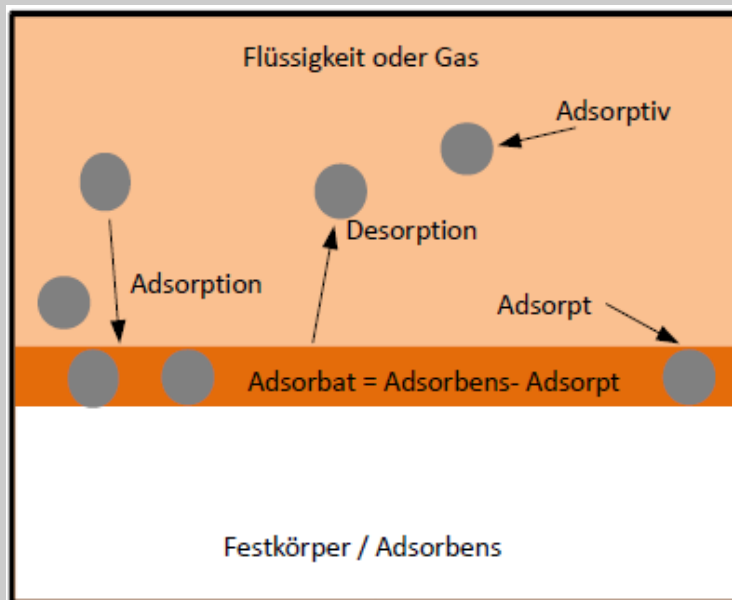 Flüssigkeit oder Gas
Adsorptiv
Desorption
Adsorption
Adsorpt
Adsorbat = Adsorbens- Adsorpt
Festkörper / Adsorbens